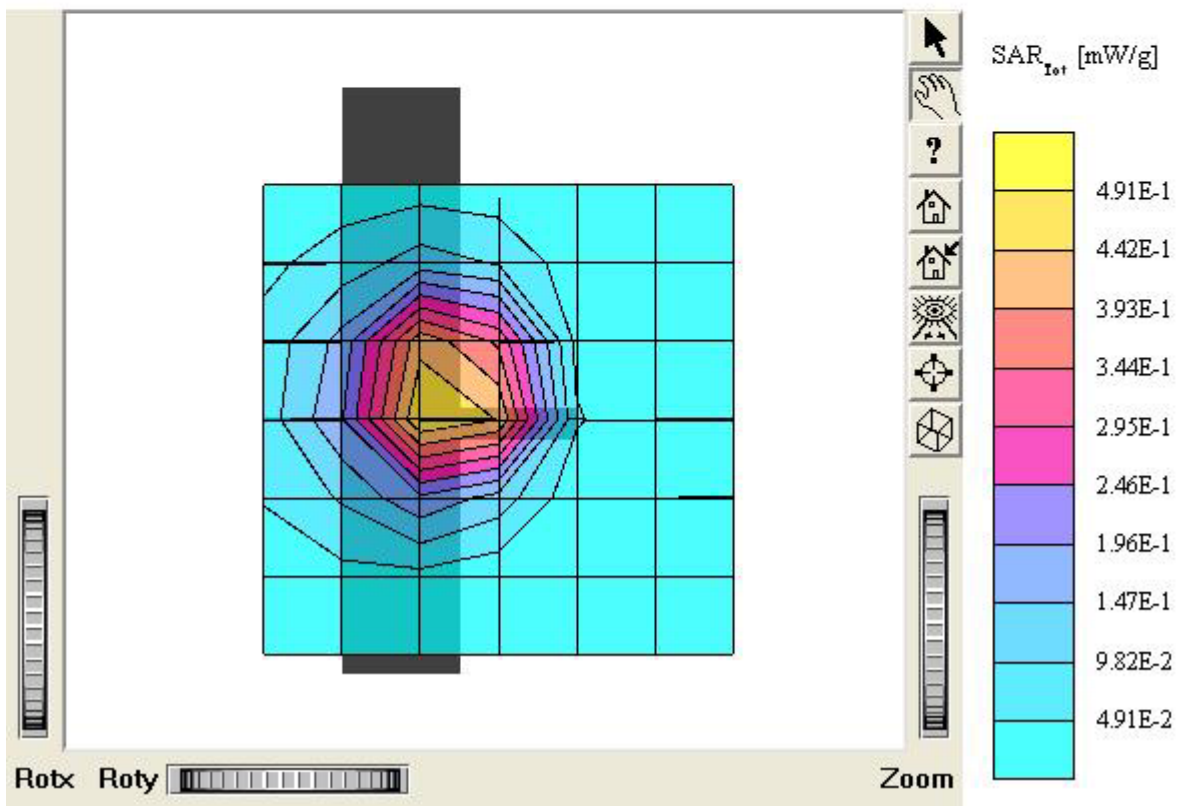 SARTot [mW/g]
?
4.91E-1
4.42E-1
3.93E-1
3.44E-1
2.95E-1
2.46E-1
1.96E-1
1.47E-1
9.82E-2
4.91E-2
Rotx Roty Zoom